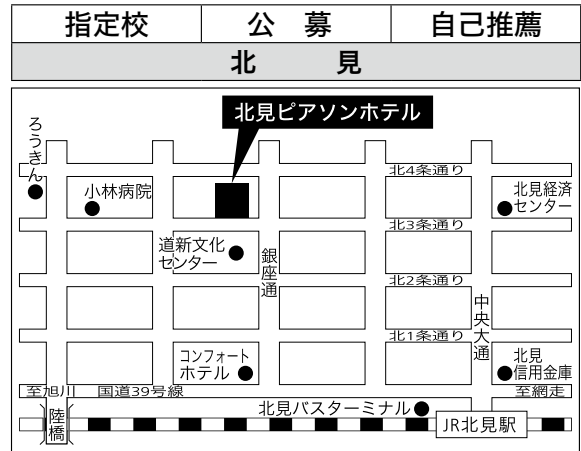 指定校 公募 自己推薦
北見
北見ピアソンホテル
ろうきん
北4条通り
小林病院
北見経済
センター
北3条通り
道新文化
センター
銀座通
北2条通り
中央大通
北1条通り
コンフォート
ホテル
北見
信用金庫
至旭川 国道39号線
至網走
陸橋
北見バスターミナル
JR北見駅